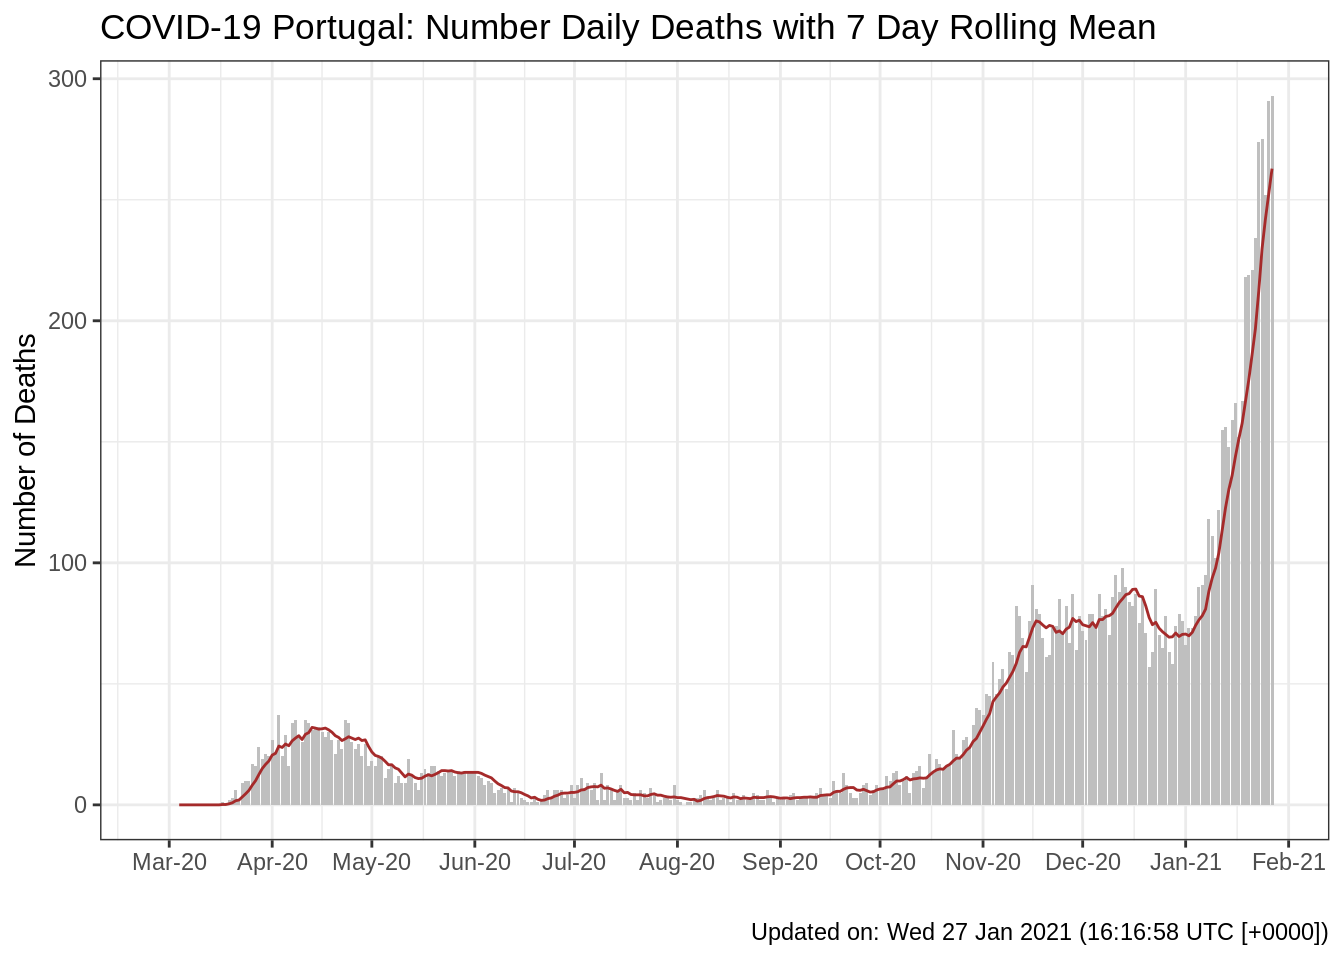 COVID-19 Portugal: Number Daily Deaths with 7 Day Rolling Mean
Number of Deaths
300
200
100
0
Mar-20 Apr-20 May-20 Jun-20 Jul-20 Aug-20 Sep-20 Oct-20 Nov-20 Dec-20 Jan-21 Feb-21
Updated on: Wed 27 Jan 2021 (16:16:58 UTC [+0000])